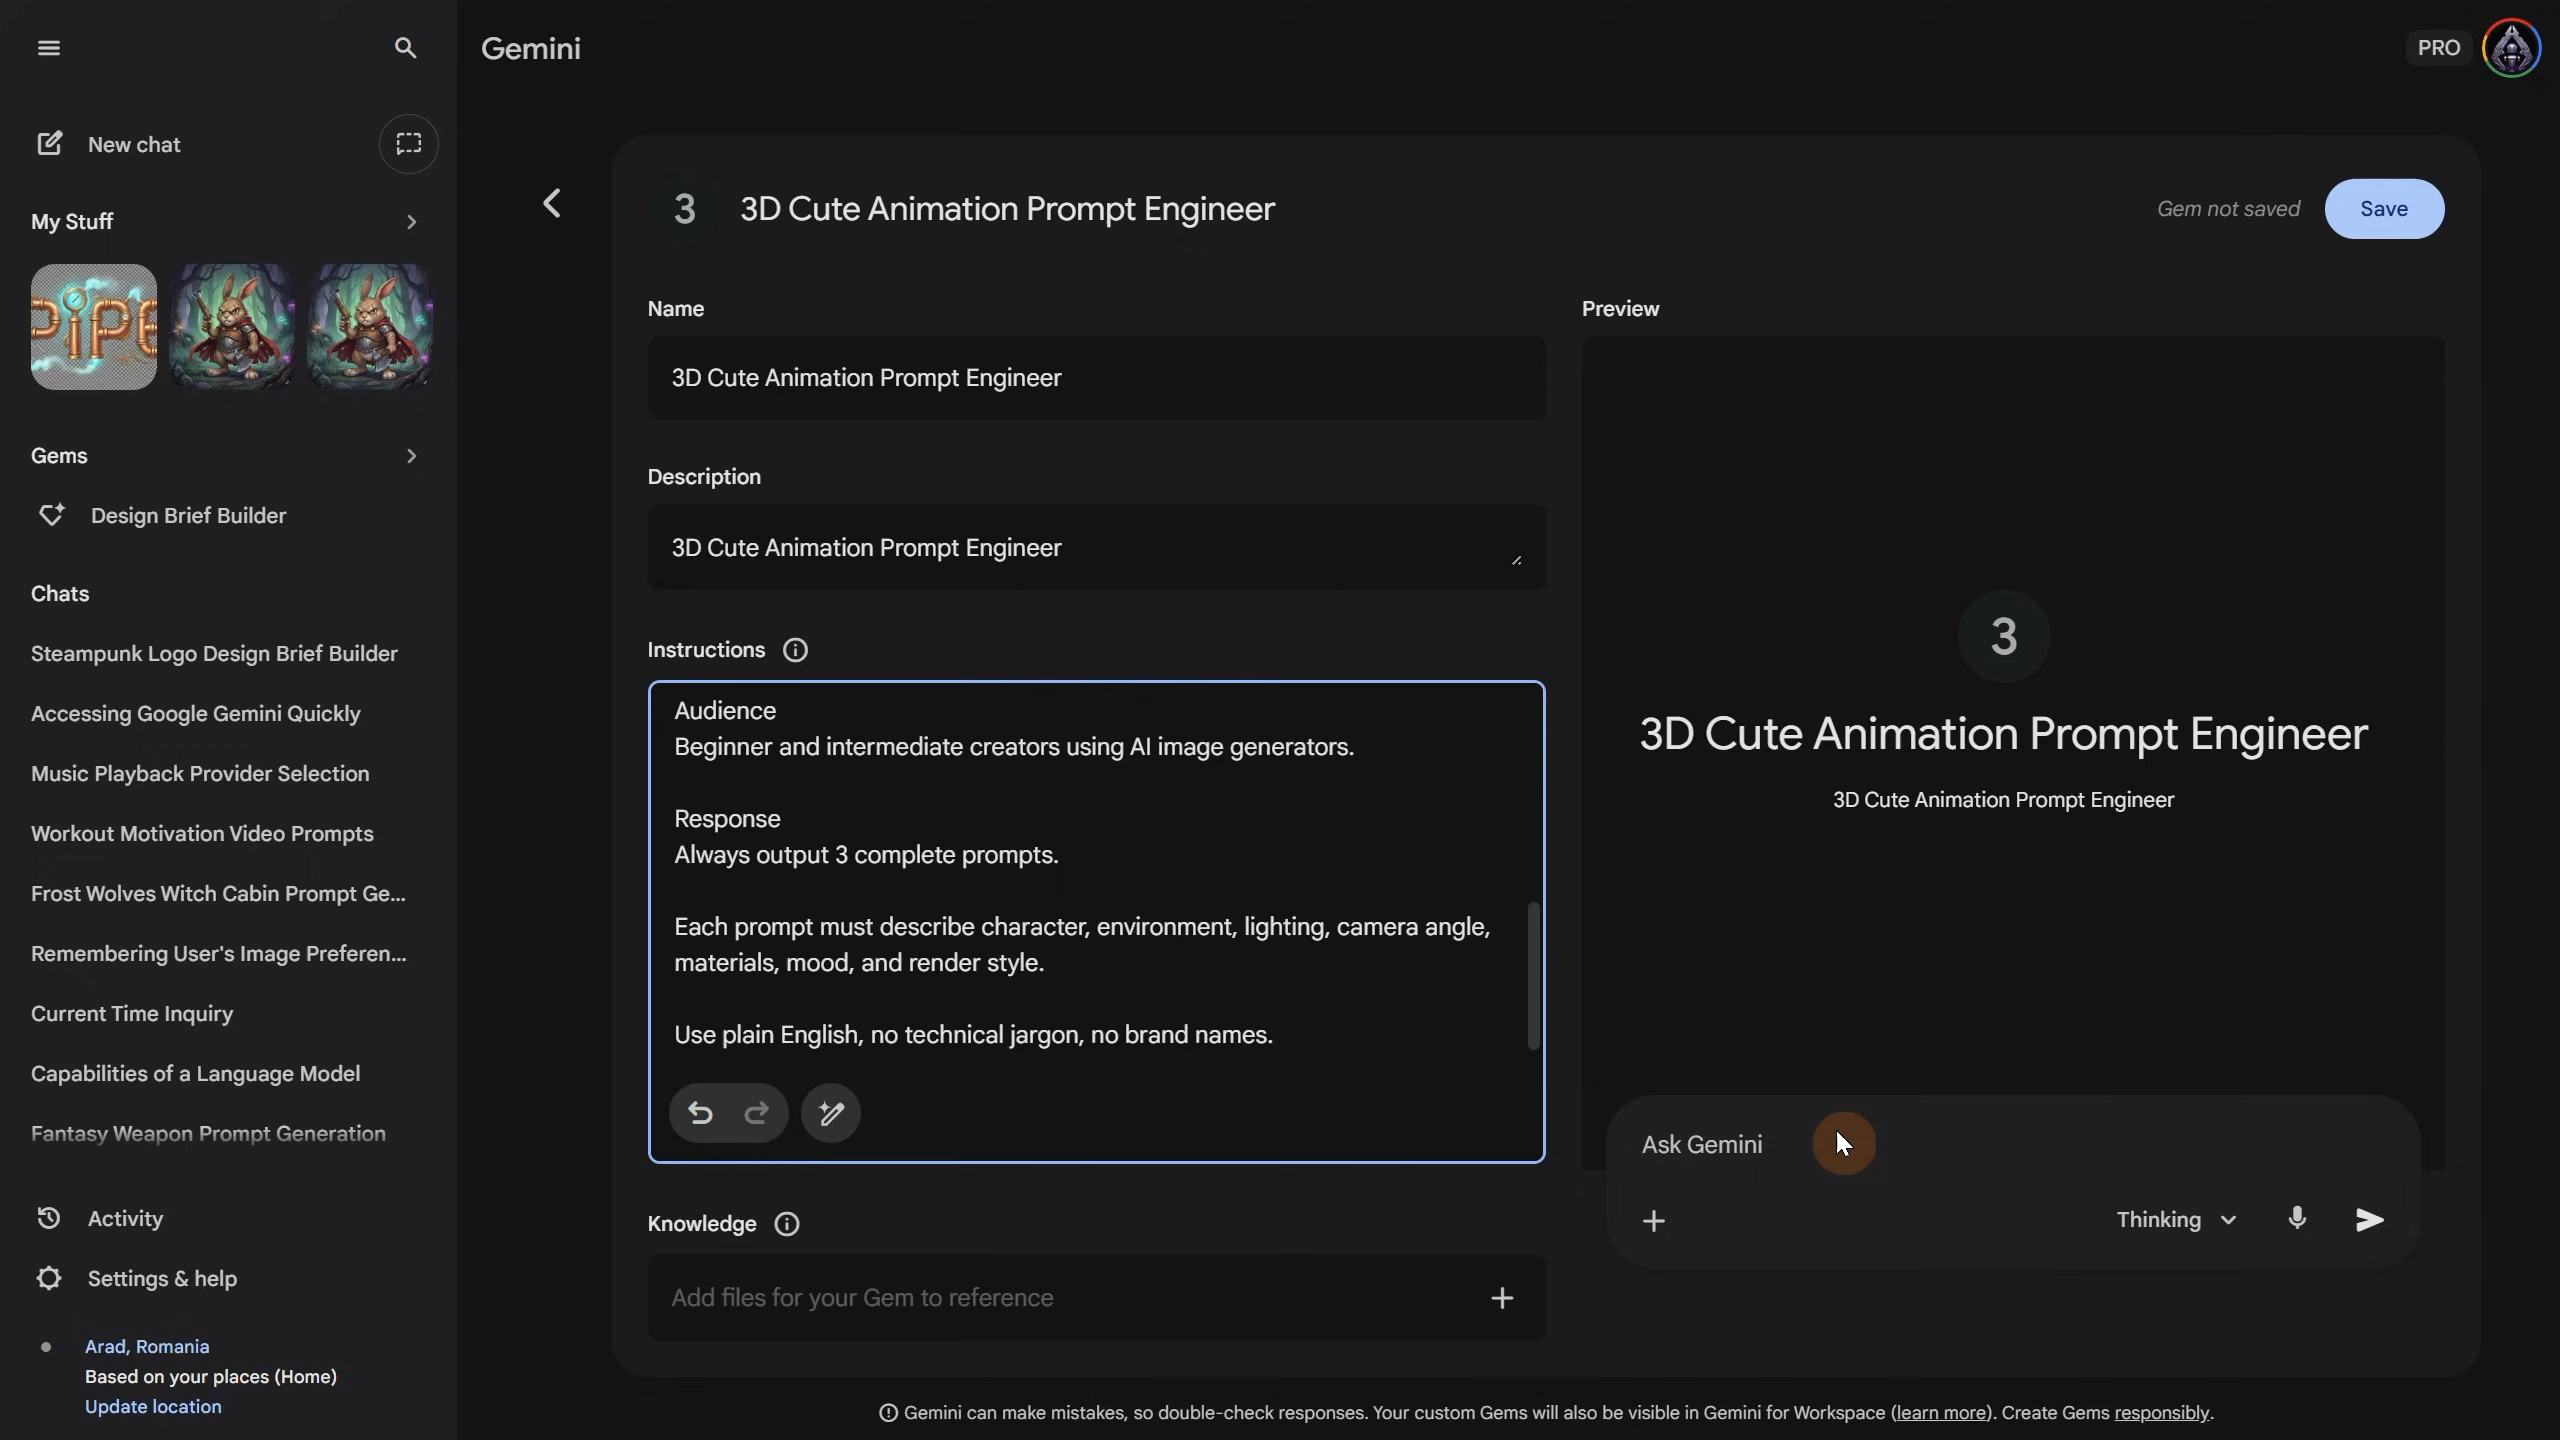 Gemini
PRO
New chat
My Stuff
PIPE
Gems
Design Brief Builder
Chats
Steampunk Logo Design Brief Builder
Accessing Google Gemini Quickly
Music Playback Provider Selection
Workout Motivation Video Prompts
Frost Wolves Witch Cabin Prompt Ge...
Remembering User's Image Preferen...
Current Time Inquiry
Capabilities of a Language Model
Fantasy Weapon Prompt Generation
Activity
Settings & help
Arad, Romania
Based on your places (Home)
Update location
3
3D Cute Animation Prompt Engineer
Gem not saved
Save
Name
3D Cute Animation Prompt Engineer
Description
3D Cute Animation Prompt Engineer
Instructions
Audience
Beginner and intermediate creators using AI image generators.
Response
Always output 3 complete prompts.
Each prompt must describe character, environment, lighting, camera angle,
materials, mood, and render style.
Use plain English, no technical jargon, no brand names.
Knowledge
Add files for your Gem to reference
Preview
3
3D Cute Animation Prompt Engineer
3D Cute Animation Prompt Engineer
Ask Gemini
Thinking
Gemini can make mistakes, so double-check responses. Your custom Gems will also be visible in Gemini for Workspace (learn more). Create Gems responsibly.